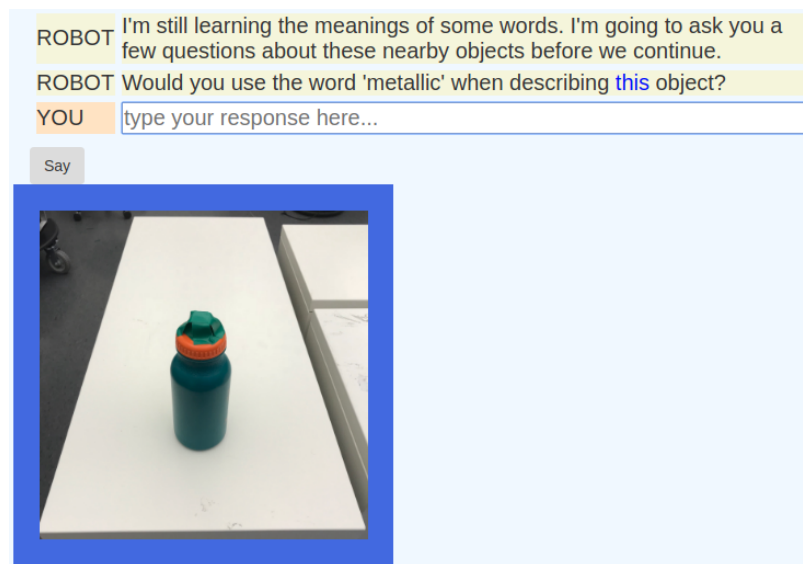 ROBOT I'm still learning the meanings of some words. I'm going to ask you a
few questions about these nearby objects before we continue.
ROBOT Would you use the word 'metallic' when describing this object?
YOU type your response here...
Say